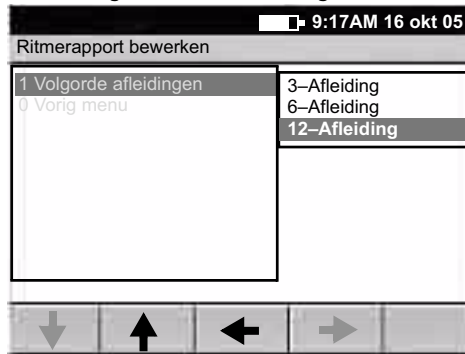 9:17AM 16 okt 05
Ritmerapport bewerken
1 Volgorde afleidingen
0 Vorig menu
3–Afleiding
6–Afleiding
12–Afleiding